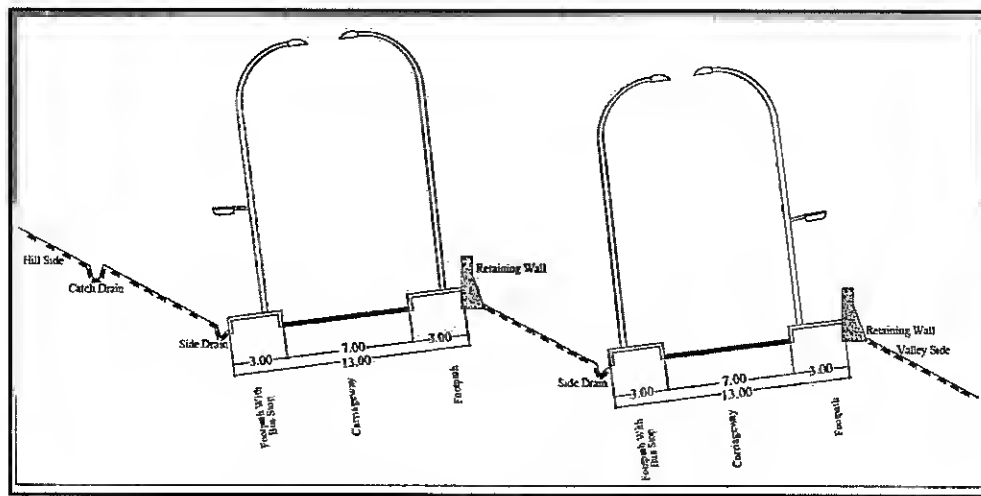 Hill Side
Catch Drain
Side Drain
Retaining Wall
3.00
7.00
3.00
13.00
Footpath With
Bus Stop
Carriageway
Footpath
Side Drain
Retaining Wall
Valley Side
3.00
7.00
3.00
13.00
Footpath With
Bus Stop
Carriageway
Footpath